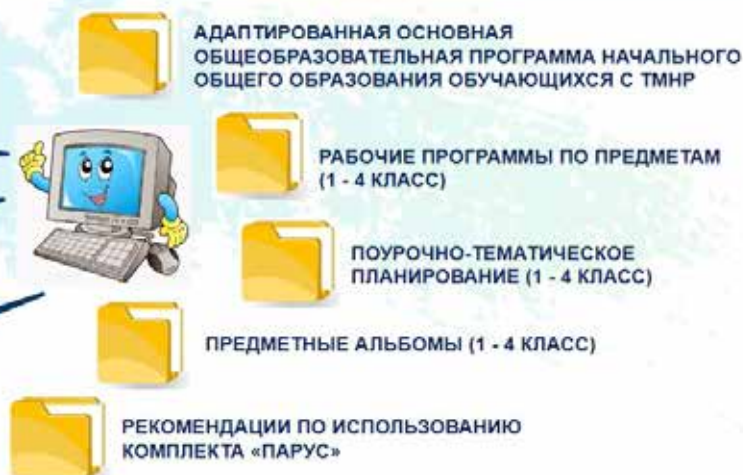 АДАПТИРОВАННАЯ ОСНОВНАЯ
ОБЩЕОБРАЗОВАТЕЛЬНАЯ ПРОГРАММА НАЧАЛЬНОГО
ОБЩЕГО ОБРАЗОВАНИЯ ОБУЧАЮЩИХСЯ С ТМНР
РАБОЧИЕ ПРОГРАММЫ ПО ПРЕДМЕТАМ
(1 - 4 КЛАСС)
ПОУРОЧНО-ТЕМАТИЧЕСКОЕ
ПЛАНИРОВАНИЕ (1 - 4 КЛАСС)
ПРЕДМЕТНЫЕ АЛЬБОМЫ (1 - 4 КЛАСС)
РЕКОМЕНДАЦИИ ПО ИСПОЛЬЗОВАНИЮ
КОМПЛЕКТА «ПАРУС»